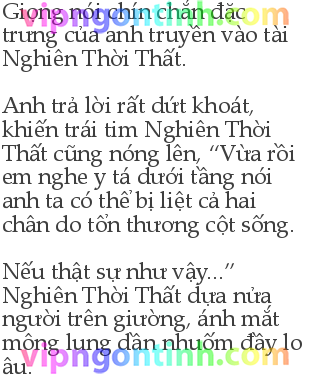 Giọng nói chín chắn đặc
trưng của anh truyền vào tai
Nghiên Thời Thất.
Anh trả lời rất dứt khoát,
khiến trái tim Nghiên Thời
Thất cũng nóng lên, “Vừa rồi
em nghe y tá dưới tầng nói
anh ta có thể bị liệt cả hai
chân do tổn thương cột sống.
Nếu thật sự như vậy...”
Nghiên Thời Thất dựa nửa
người trên giường, ánh mắt
mông lung dần nhuốm đầy lo
âu.
vipngontinh.com
vipngontinh.com